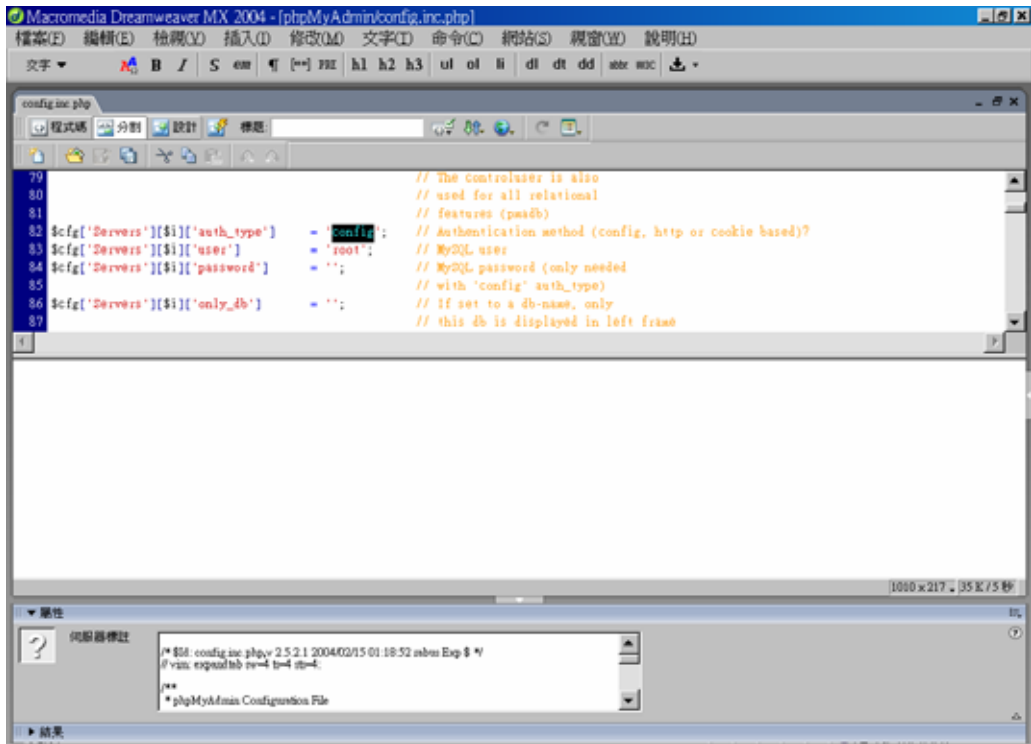 Macromedia Dreamweaver MX 2004 - [phpMyAdmin/config.inc.php]
檔案(F) 編輯(E) 檢視(V) 插入(I) 修改(M) 文字(T) 命令(C) 網站(S) 視窗(W) 說明(H)
文字 B I S em ¶ [""] PRE h1 h2 h3 ul ol li dl dt dd abbr
config.inc.php
程式碼 分割 設計 標題:
79 // The controluser is also
80 // used for all relational
81 // features (pmadb)
82 $cfg['Servers'][$i]['auth_type'] = 'config'; // Authentication method (config, http or cookie based)?
83 $cfg['Servers'][$i]['user'] = 'root'; // MySQL user
84 $cfg['Servers'][$i]['password'] = ''; // MySQL password (only needed
85 // with 'config' auth_type)
86 $cfg['Servers'][$i]['only_db'] = ''; // If set to a db-name, only
87 // this db is displayed in left frame
1010 x 217 35 K / 5 秒
屬性
伺服器標註
/* $Id: config.inc.php,v 2.5.2.1 2004/02/15 01:18:52 rabus Exp $ */
// vim: expandtab sw=4 ts=4 sts=4:
/**
* phpMyAdmin Configuration File
結果